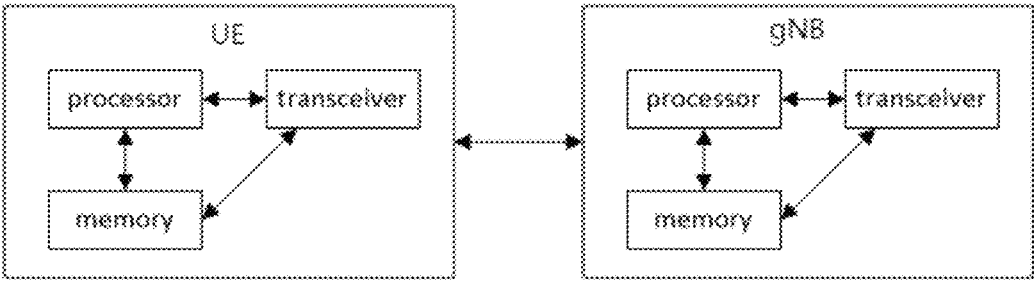 UE
processor
transceiver
memory
gNB
processor
transceiver
memory